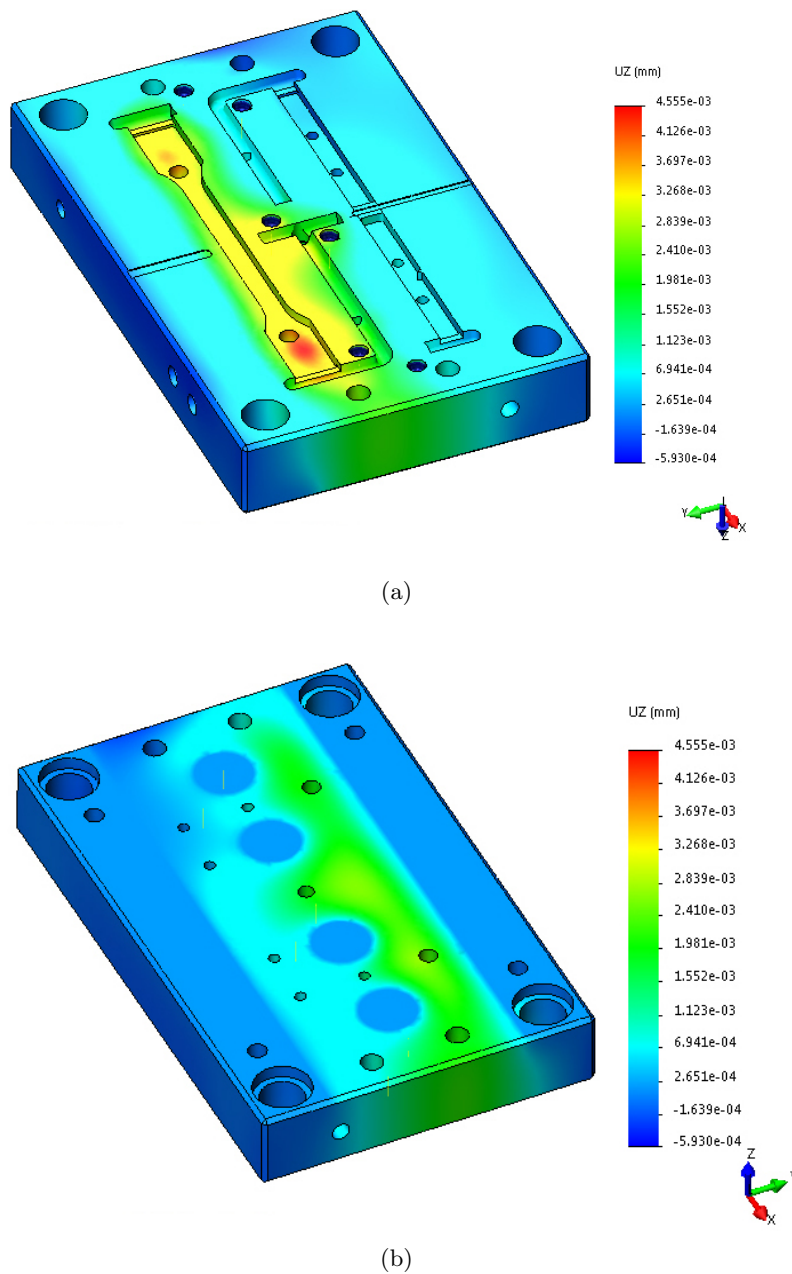 UZ (mm)
4.555e-03
4.126e-03
3.697e-03
3.268e-03
2.839e-03
2.410e-03
1.981e-03
1.552e-03
1.123e-03
6.941e-04
2.651e-04
-1.639e-04
-5.930e-04
Y
X
Z
(a)
UZ (mm)
4.555e-03
4.126e-03
3.697e-03
3.268e-03
2.839e-03
2.410e-03
1.981e-03
1.552e-03
1.123e-03
6.941e-04
2.651e-04
-1.639e-04
-5.930e-04
Z
X
(b)